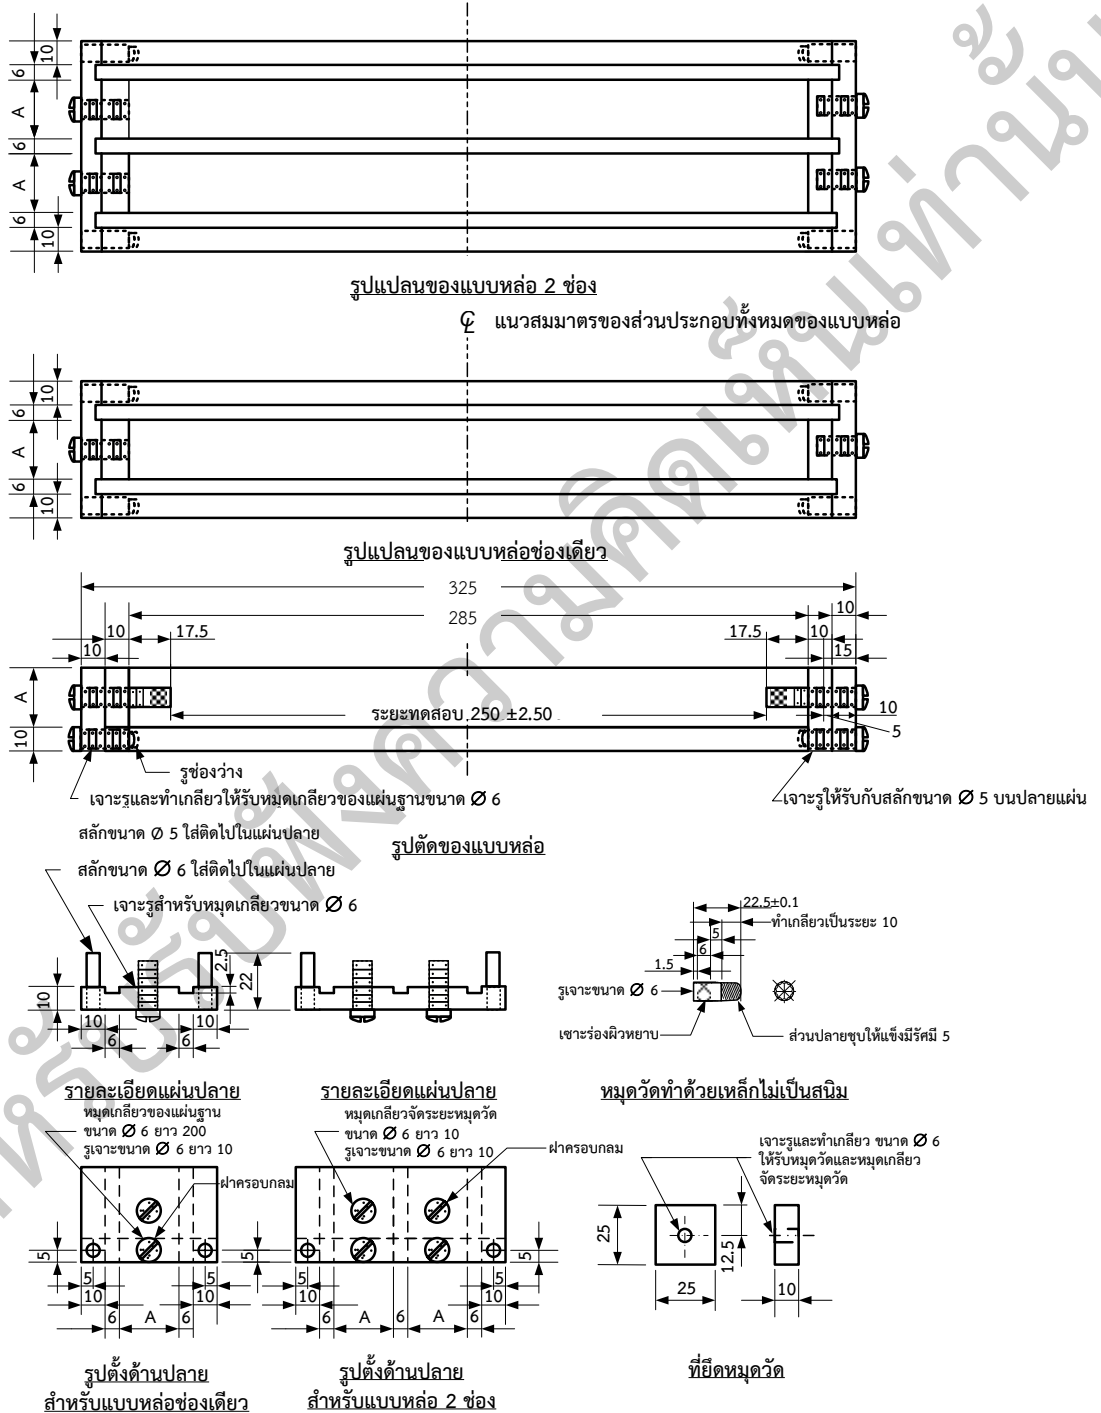 10
6
A
6
A
6
10
รูปแปลนของแบบหล่อ 2 ช่อง
℄ แนวสมมาตรของส่วนประกอบทั้งหมดของแบบหล่อ
10
6
A
6
10
รูปแปลนของแบบหล่อช่องเดียว
325
285
10
10 17.5
17.5 10
10
15
A
ระยะทดสอบ 250 ±2.50
10
10
5
รูช่องว่าง
เจาะรูและทำเกลียวให้รับหมุดเกลียวของแผ่นฐานขนาด Ø 6
เจาะรูให้รับกับสลักขนาด Ø 5 บนปลายแผ่น
สลักขนาด Ø 5 ใส่ติดไปในแผ่นปลาย
รูปตัดของแบบหล่อ
สลักขนาด Ø 6 ใส่ติดไปในแผ่นปลาย
เจาะรูสำหรับหมุดเกลียวขนาด Ø 6
2.5
22
10
10 10
6 6
22.5±0.1
ทำเกลียวเป็นระยะ 10
5
6
1.5
รูเจาะขนาด Ø 6
เซาะร่องผิวหยาบ
ส่วนปลายชุบให้แข็งมีรัศมี 5
รายละเอียดแผ่นปลาย
รายละเอียดแผ่นปลาย
หมุดวัดทำด้วยเหล็กไม่เป็นสนิม
หมุดเกลียวของแผ่นฐาน
ขนาด Ø 6 ยาว 200
รูเจาะขนาด Ø 6 ยาว 10
ฝาครอบกลม
หมุดเกลียวจัดระยะหมุดวัด
ขนาด Ø 6 ยาว 10
รูเจาะขนาด Ø 6 ยาว 10
ฝาครอบกลม
เจาะรูและทำเกลียว ขนาด Ø 6
ให้รับหมุดวัดและหมุดเกลียว
จัดระยะหมุดวัด
5 5
5 5
10 10
6 A 6
5
5 5
10 10
6 A 6 A 6
25
12.5
25
10
รูปตั้งด้านปลาย
สำหรับแบบหล่อช่องเดียว
รูปตั้งด้านปลาย
สำหรับแบบหล่อ 2 ช่อง
ที่ยึดหมุดวัด
สำหรับรับฟังความคิดเห็นเท่านั้น